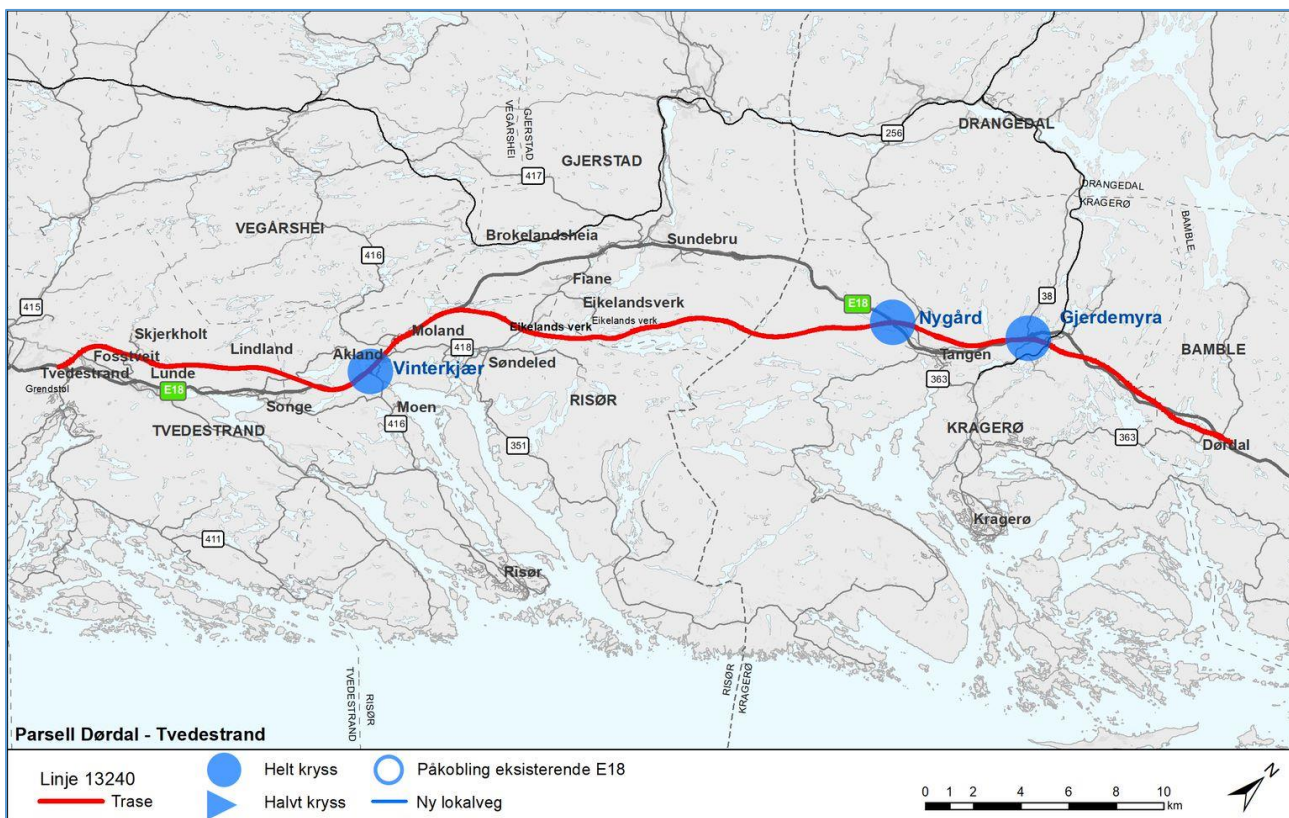 DRANGEDAL
256
GJERSTAD
VEGÅRSHEI
GJERSTAD
417
DRANGEDAL
KRAGERØ
BAMBLE
VEGÅRSHEI
416
Brokelandsheia
Sundebru
Fiane
415
E18
38
Eikelandsverk
Nygård
Gjerdemyra
Skjerkholt
Moland
Eikelands verk
Eikelands verk
Lindland
Akland
418
Søndeled
Tangen
BAMBLE
Fosstveit
Tvedestrand
Lunde
Vinterkjær
363
Grendstøl
E18
Songe
Moen
RISØR
TVEDESTRAND
416
351
KRAGERØ
363
Dørdal
411
Kragerø
Risør
TVEDESTRAND
RISØR
RISØR
KRAGERØ
Parsell Dørdal - Tvedestrand
Linje 13240
Trase
Helt kryss
Halvt kryss
Påkobling eksisterende E18
Ny lokalveg
0 1 2 4 6 8 10
km
N